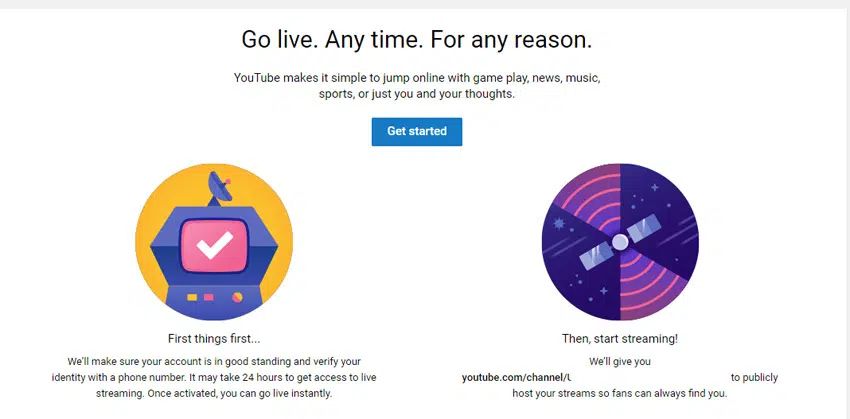 Go live. Any time. For any reason.
YouTube makes it simple to jump online with game play, news, music,
sports, or just you and your thoughts.
Get started
First things first...
We'll make sure your account is in good standing and verify your
identity with a phone number. It may take 24 hours to get access to live
streaming. Once activated, you can go live instantly.
Then, start streaming!
We'll give you
youtube.com/channel/U to publicly
host your streams so fans can always find you.